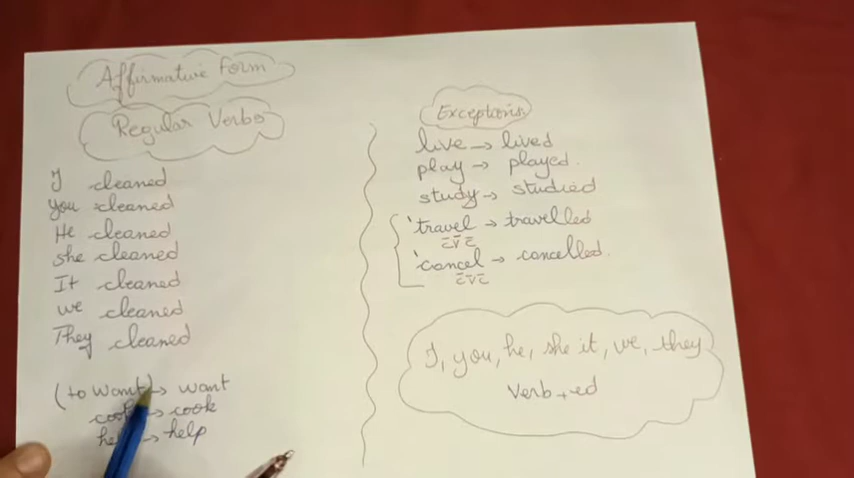 Affirmative Form
Regular Verbs
I cleaned
You cleaned
He cleaned
she cleaned
It cleaned
we cleaned
They cleaned
(to want) → want
cook → cook
help → help
Exceptions
live → lived
play → played.
study → studied
'travel → travelled
c̄ v̄ c̄
'cancel → cancelled.
c̄ v̄ c̄
I, you, he, she it, we, they
Verb + ed